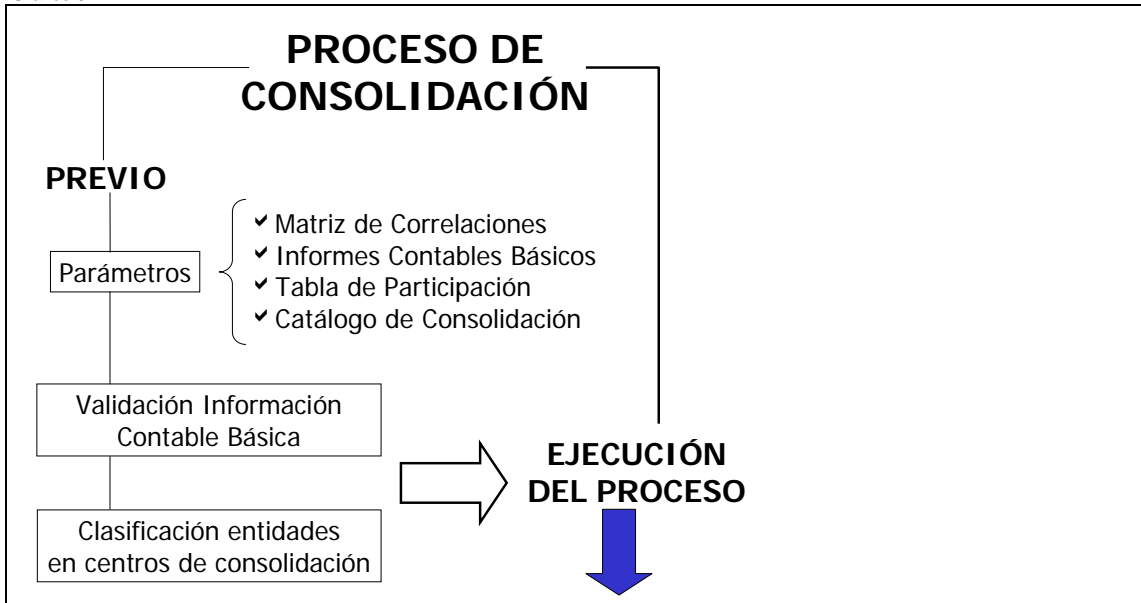 PROCESO DE
CONSOLIDACIÓN
PREVIO
Parámetros
✔ Matriz de Correlaciones
✔ Informes Contables Básicos
✔ Tabla de Participación
✔ Catálogo de Consolidación
Validación Información
Contable Básica
Clasificación entidades
en centros de consolidación
EJECUCIÓN
DEL PROCESO